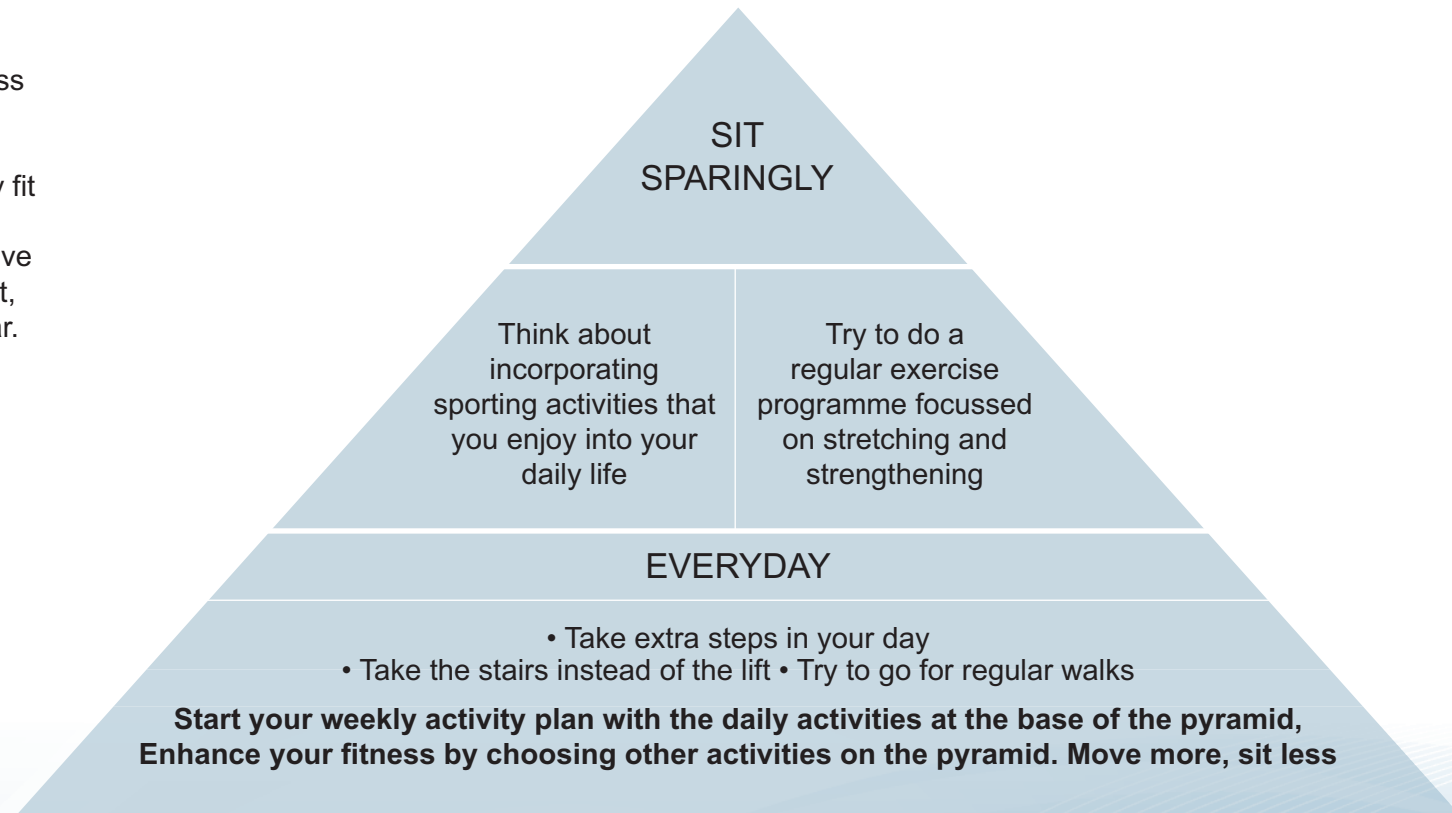 fit
SIT
SPARINGLY
Think about
incorporating
sporting activities that
you enjoy into your
daily life
Try to do a
regular exercise
programme focussed
on stretching and
strengthening
EVERYDAY
• Take extra steps in your day
• Take the stairs instead of the lift • Try to go for regular walks
Start your weekly activity plan with the daily activities at the base of the pyramid,
Enhance your fitness by choosing other activities on the pyramid. Move more, sit less